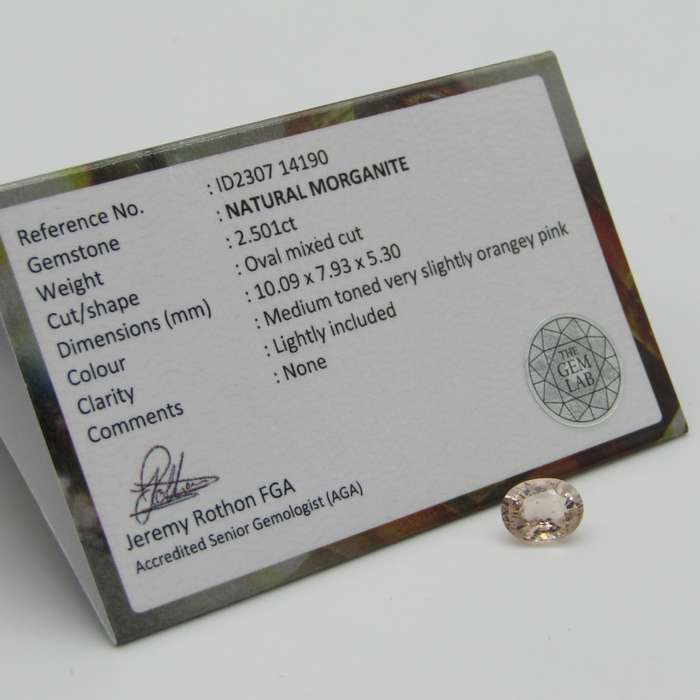 Reference No. : ID2307 14190
Gemstone : NATURAL MORGANITE
Weight : 2.501ct
Cut/shape : Oval mixed cut
Dimensions (mm) : 10.09 x 7.93 x 5.30
Colour : Medium toned very slightly orangey pink
Clarity : Lightly included
Comments : None
THE
GEM
LAB
Jeremy Rothon FGA
Accredited Senior Gemologist (AGA)